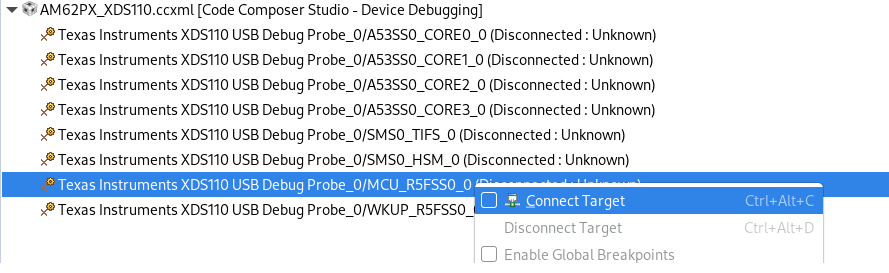 AM62PX_XDS110.ccxml [Code Composer Studio - Device Debugging]
Texas Instruments XDS110 USB Debug Probe_0/A53SS0_CORE0_0 (Disconnected : Unknown)
Texas Instruments XDS110 USB Debug Probe_0/A53SS0_CORE1_0 (Disconnected : Unknown)
Texas Instruments XDS110 USB Debug Probe_0/A53SS0_CORE2_0 (Disconnected : Unknown)
Texas Instruments XDS110 USB Debug Probe_0/A53SS0_CORE3_0 (Disconnected : Unknown)
Texas Instruments XDS110 USB Debug Probe_0/SMS0_TIFS_0 (Disconnected : Unknown)
Texas Instruments XDS110 USB Debug Probe_0/SMS0_HSM_0 (Disconnected : Unknown)
Texas Instruments XDS110 USB Debug Probe_0/MCU_R5FSS0_0 (Disconnected : Unknown)
Connect Target Ctrl+Alt+C
Texas Instruments XDS110 USB Debug Probe_0/WKUP_R5FSS0_
Disconnect Target Ctrl+Alt+D
Enable Global Breakpoints